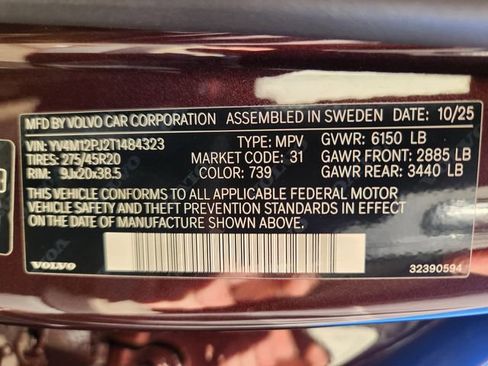 MFD BY VOLVO CAR CORPORATION ASSEMBLED IN SWEDEN DATE: 10/25
VIN: YV4M12PJ2T1484323 TYPE: MPV GVWR: 6150 LB
TIRES: 275/45R20 MARKET CODE: 31 GAWR FRONT: 2885 LB
RIM: 9Jx20x38.5 COLOR: 739 GAWR REAR: 3440 LB
THIS VEHICLE CONFORMS TO ALL APPLICABLE FEDERAL MOTOR
VEHICLE SAFETY AND THEFT PREVENTION STANDARDS IN EFFECT
ON THE DATE OF MANUFACTURE SHOWN ABOVE.
VOLVO 32390594